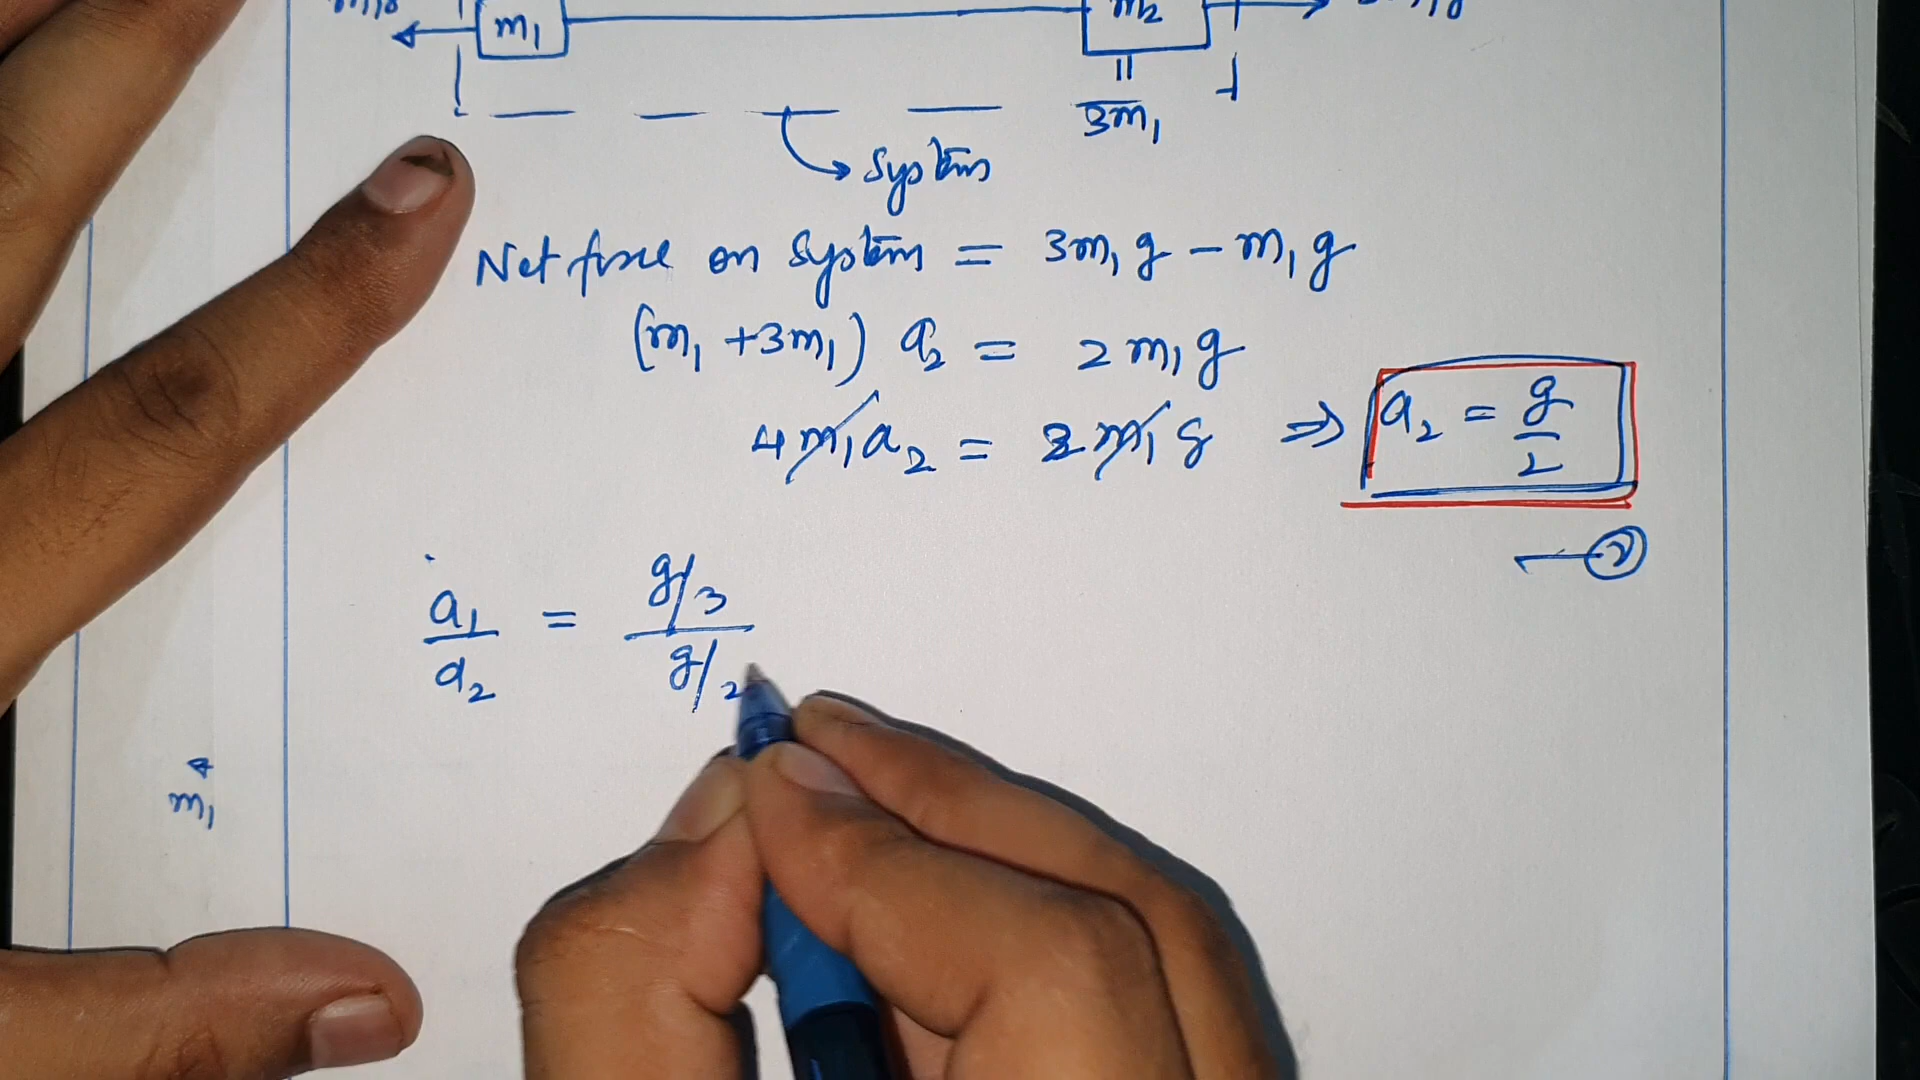 m₁ m₂
||
3m₁
System
Net force on System = 3m₁g - m₁g
(m₁ + 3m₁) a₂ = 2m₁g
4m₁a₂ = 2m₁g ⇒ a₂ = g/2
②
a₁/a₂ = (g/3)/(g/2)
m₁